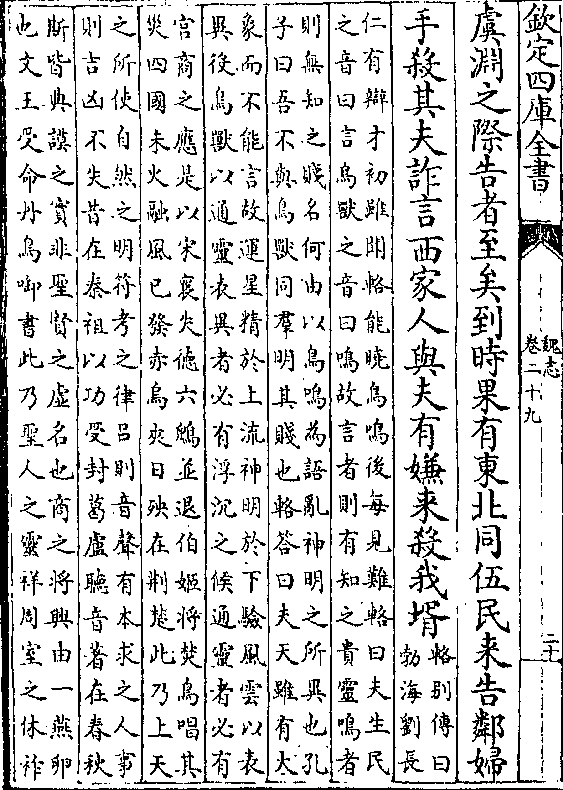 欽定四庫全書
魏志
卷二十九
二十
虞淵之際告者至矣到時果有東北同伍民来告鄰婦
手殺其夫詐言西家人與夫有嫌来殺我壻
輅别傳曰
勃海劉長
仁有辯才初雖聞輅能曉鳥鳴後每見難輅曰夫生民
之音曰言鳥獸之音曰鳴故言者則有知之貴靈鳴者
則無知之賤名何由以鳥鳴為語亂神明之所異也孔
子曰吾不與鳥獸同羣明其賤也輅答曰夫天雖有大
象而不能言故運星精於上流神明於下驗風雲以表
異役鳥獸以通靈表異者必有浮沉之候通靈者必有
宫商之應是以宋襄失徳六鶂並退伯姬將焚鳥唱其
災四國未火融風已發赤鳥夾日殃在荆楚此乃上天
之所使自然之明符考之律吕則音聲有本求之人事
則吉凶不失昔在秦祖以功受封葛盧聽音著在春秋
斯皆典謨之實非聖賢之虚名也商之將興由一燕卵
也文王受命丹鳥啣書此乃聖人之靈祥周室之休祚